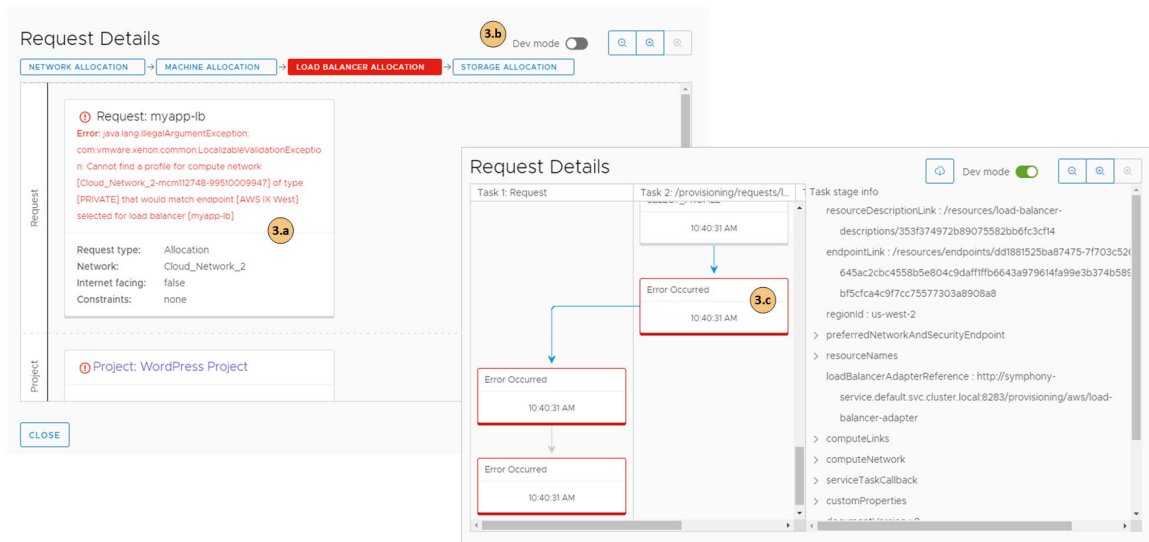 Request Details
3.b
Dev mode
NETWORK ALLOCATION
MACHINE ALLOCATION
LOAD BALANCER ALLOCATION
STORAGE ALLOCATION
Request
Request: myapp-lb
Error: java.lang.IllegalArgumentException:
com.vmware.xenon.common.LocalizableValidationExceptio
n: Cannot find a profile for compute network
[Cloud_Network_2-mcm112748-99510009947] of type
[PRIVATE] that would match endpoint [AWS IX West]
selected for load balancer [myapp-lb]
3.a
Request type: Allocation
Network: Cloud_Network_2
Internet facing: false
Constraints: none
Project
Project: WordPress Project
CLOSE
Request Details
Dev mode
Task 1: Request
Task 2: /provisioning/requests/l...
Task stage info
10:40:31 AM
Error Occurred
3.c
10:40:31 AM
Error Occurred
10:40:31 AM
Error Occurred
10:40:31 AM
resourceDescriptionLink : /resources/load-balancer-
descriptions/353f374972b89075582bb6fc3cf14
endpointLink : /resources/endpoints/dd1881525ba87475-7f703c526
645ac2cbc4558b5e804c9daff1ffb6643a979614fa99e3b374b589
bf5cfca4c9f7cc75577303a8908a8
regionId : us-west-2
preferredNetworkAndSecurityEndpoint
resourceNames
loadBalancerAdapterReference : http://symphony-
service.default.svc.cluster.local:8283/provisioning/aws/load-
balancer-adapter
computeLinks
computeNetwork
serviceTaskCallback
customProperties